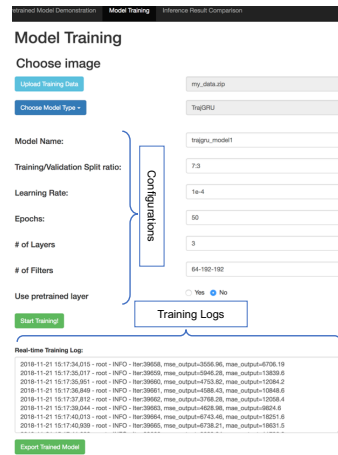 etrained Model Demonstration Model Training Inference Result Comparison
Model Training
Choose image
Upload Training Data my_data.zip
Choose Model Type TrajGRU
Model Name: trajgru_model1
Training/Validation Split ratio: 7:3
Learning Rate: 1e-4
Epochs: 50
# of Layers 3
# of Filters 64-192-192
Use pretrained layer Yes No
Configurations
Start Training!
Training Logs
Real-time Training Log:
2018-11-21 15:17:34,015 - root - INFO - Iter:39658, mse_output=3556.96, mae_output=6706.19
2018-11-21 15:17:35,017 - root - INFO - Iter:39659, mse_output=5945.28, mae_output=13839.6
2018-11-21 15:17:35,951 - root - INFO - Iter:39660, mse_output=4753.82, mae_output=12084.2
2018-11-21 15:17:36,849 - root - INFO - Iter:39661, mse_output=4588.43, mae_output=10848.6
2018-11-21 15:17:37,812 - root - INFO - Iter:39662, mse_output=3768.28, mae_output=12058.4
2018-11-21 15:17:39,044 - root - INFO - Iter:39663, mse_output=4628.98, mae_output=9824.6
2018-11-21 15:17:40,013 - root - INFO - Iter:39664, mse_output=6743.46, mae_output=18251.6
2018-11-21 15:17:40,939 - root - INFO - Iter:39665, mse_output=6738.21, mae_output=18631.5
Export Trained Model